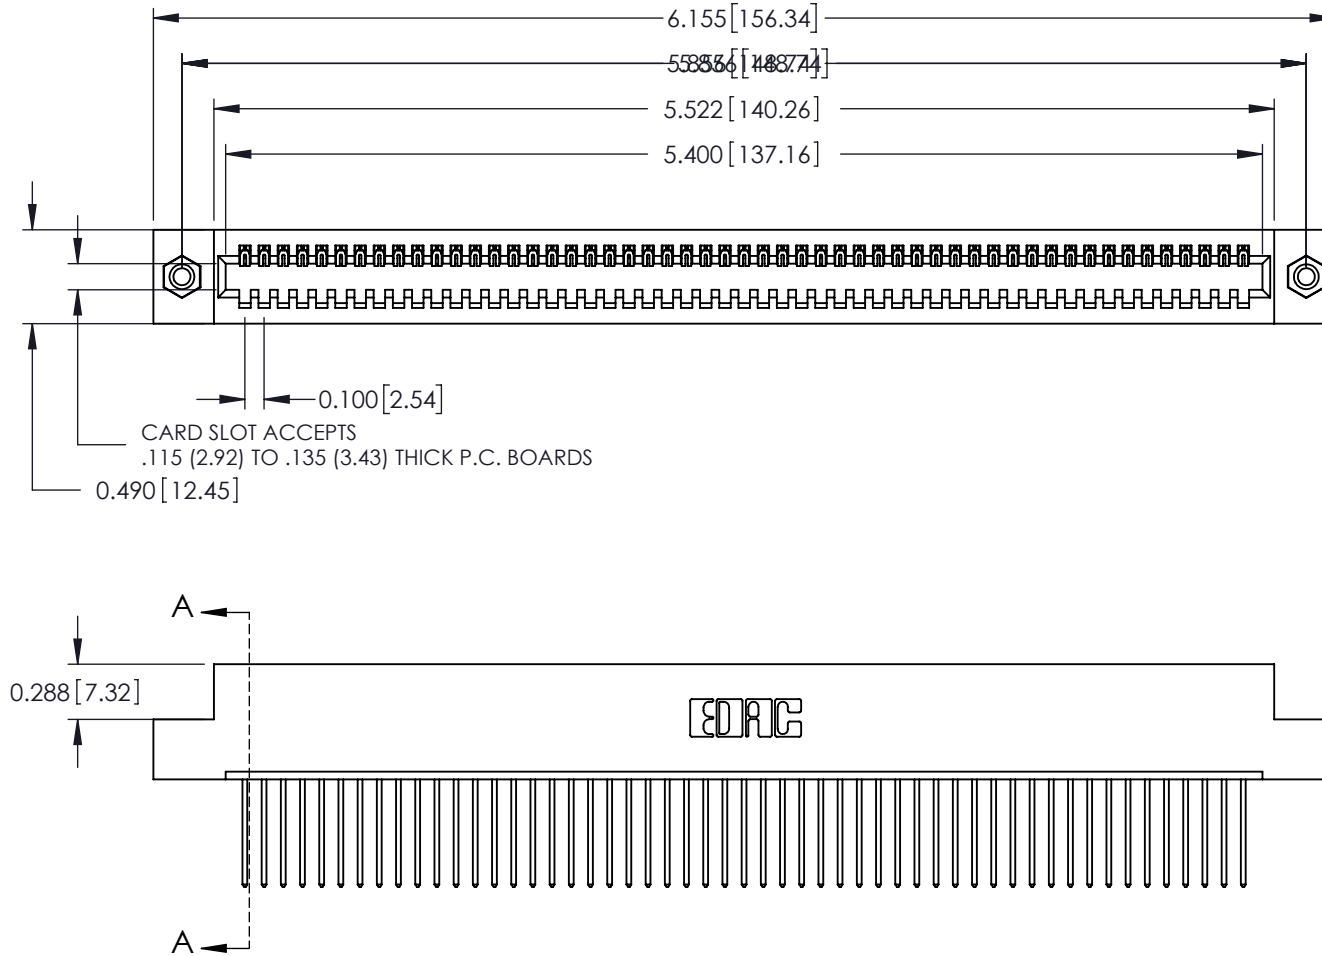 6.155 [156.34]
5.522 [140.26]
5.400 [137.16]
0.100 [2.54]
CARD SLOT ACCEPTS
.115 (2.92) TO .135 (3.43) THICK P.C. BOARDS
0.490 [12.45]
A
0.288 [7.32]
EDAC
A